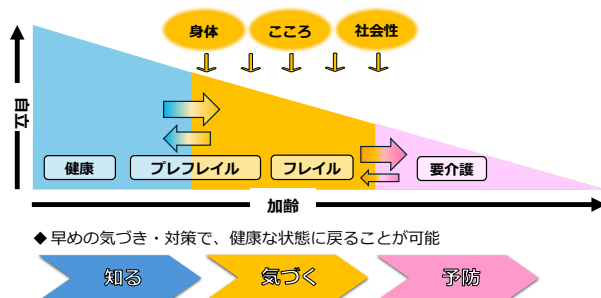 身体
こころ
社会性
自立
健康
プレフレイル
フレイル
要介護
加齢
◆早めの気づき・対策で、健康な状態に戻ることが可能
知る
気づく
予防